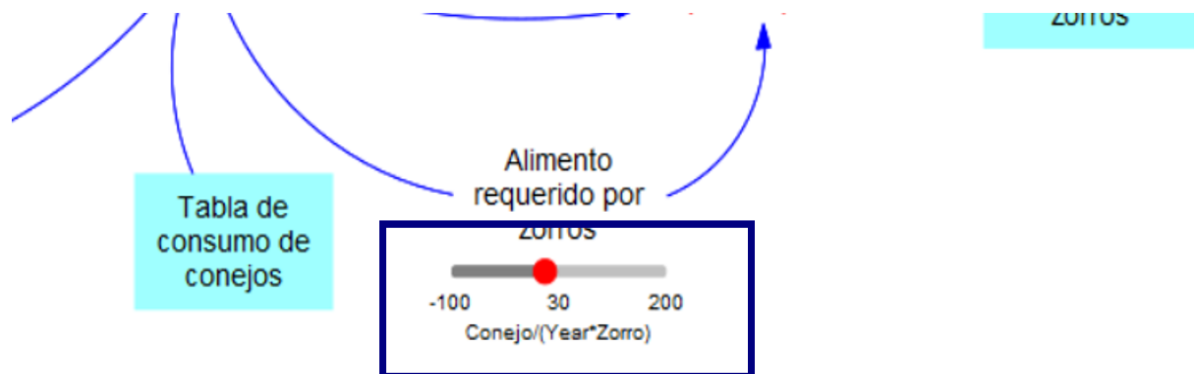 zorros
Alimento
requerido por
zorros
Tabla de
consumo de
conejos
-100 30 200
Conejo/(Year*Zorro)